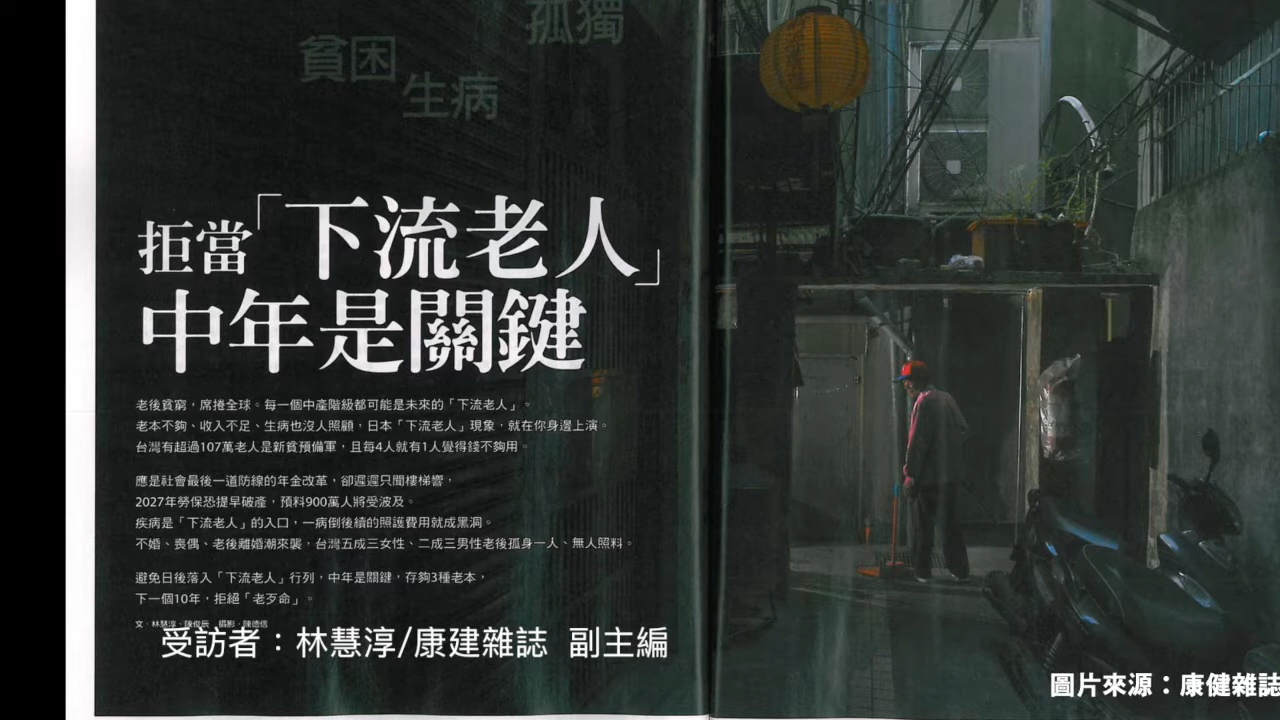 孤獨
貧困
生病
拒當「下流老人」
中年是關鍵
老後貧窮，席捲全球。每一個中產階級都可能是未來的「下流老人」。
老本不夠、收入不足、生病也沒人照顧，日本「下流老人」現象，就在你身邊上演。
台灣有超過107萬老人是新貧預備軍，且每4人就有1人覺得錢不夠用。
應是社會最後一道防線的年金改革，卻遲遲只聞樓梯響，
2027年勞保恐提早破產，預料900萬人將受波及。
疾病是「下流老人」的入口，一病倒後續的照護費用就成黑洞。
不婚、喪偶、老後離婚潮來襲，台灣五成三女性、二成三男性老後孤身一人、無人照料。
避免日後落入「下流老人」行列，中年是關鍵，存夠3種老本，
下一個10年，拒絕「老歹命」。
文．林慧淳、陳俊辰 攝影．陳德信
受訪者：林慧淳/康建雜誌 副主編
圖片來源：康健雜誌